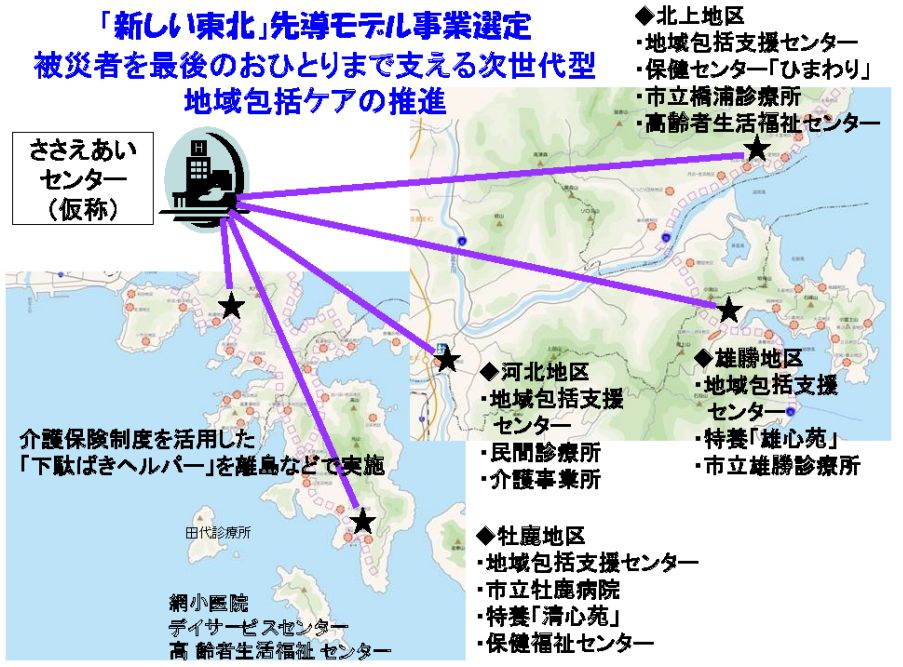 「新しい東北」先導モデル事業選定
被災者を最後のおひとりまで支える次世代型
地域包括ケアの推進
ささえあい
センター
（仮称）
◆北上地区
・地域包括支援センター
・保健センター「ひまわり」
・市立橋浦診療所
・高齢者生活福祉センター
◆河北地区
・地域包括支援
センター
・民間診療所
・介護事業所
◆雄勝地区
・地域包括支援
センター
・特養「雄心苑」
・市立雄勝診療所
介護保険制度を活用した
「下駄ばきヘルパー」を離島などで実施
田代診療所
網小医院
デイサービスセンター
高齢者生活福祉センター
◆牡鹿地区
・地域包括支援センター
・市立牡鹿病院
・特養「清心苑」
・保健福祉センター